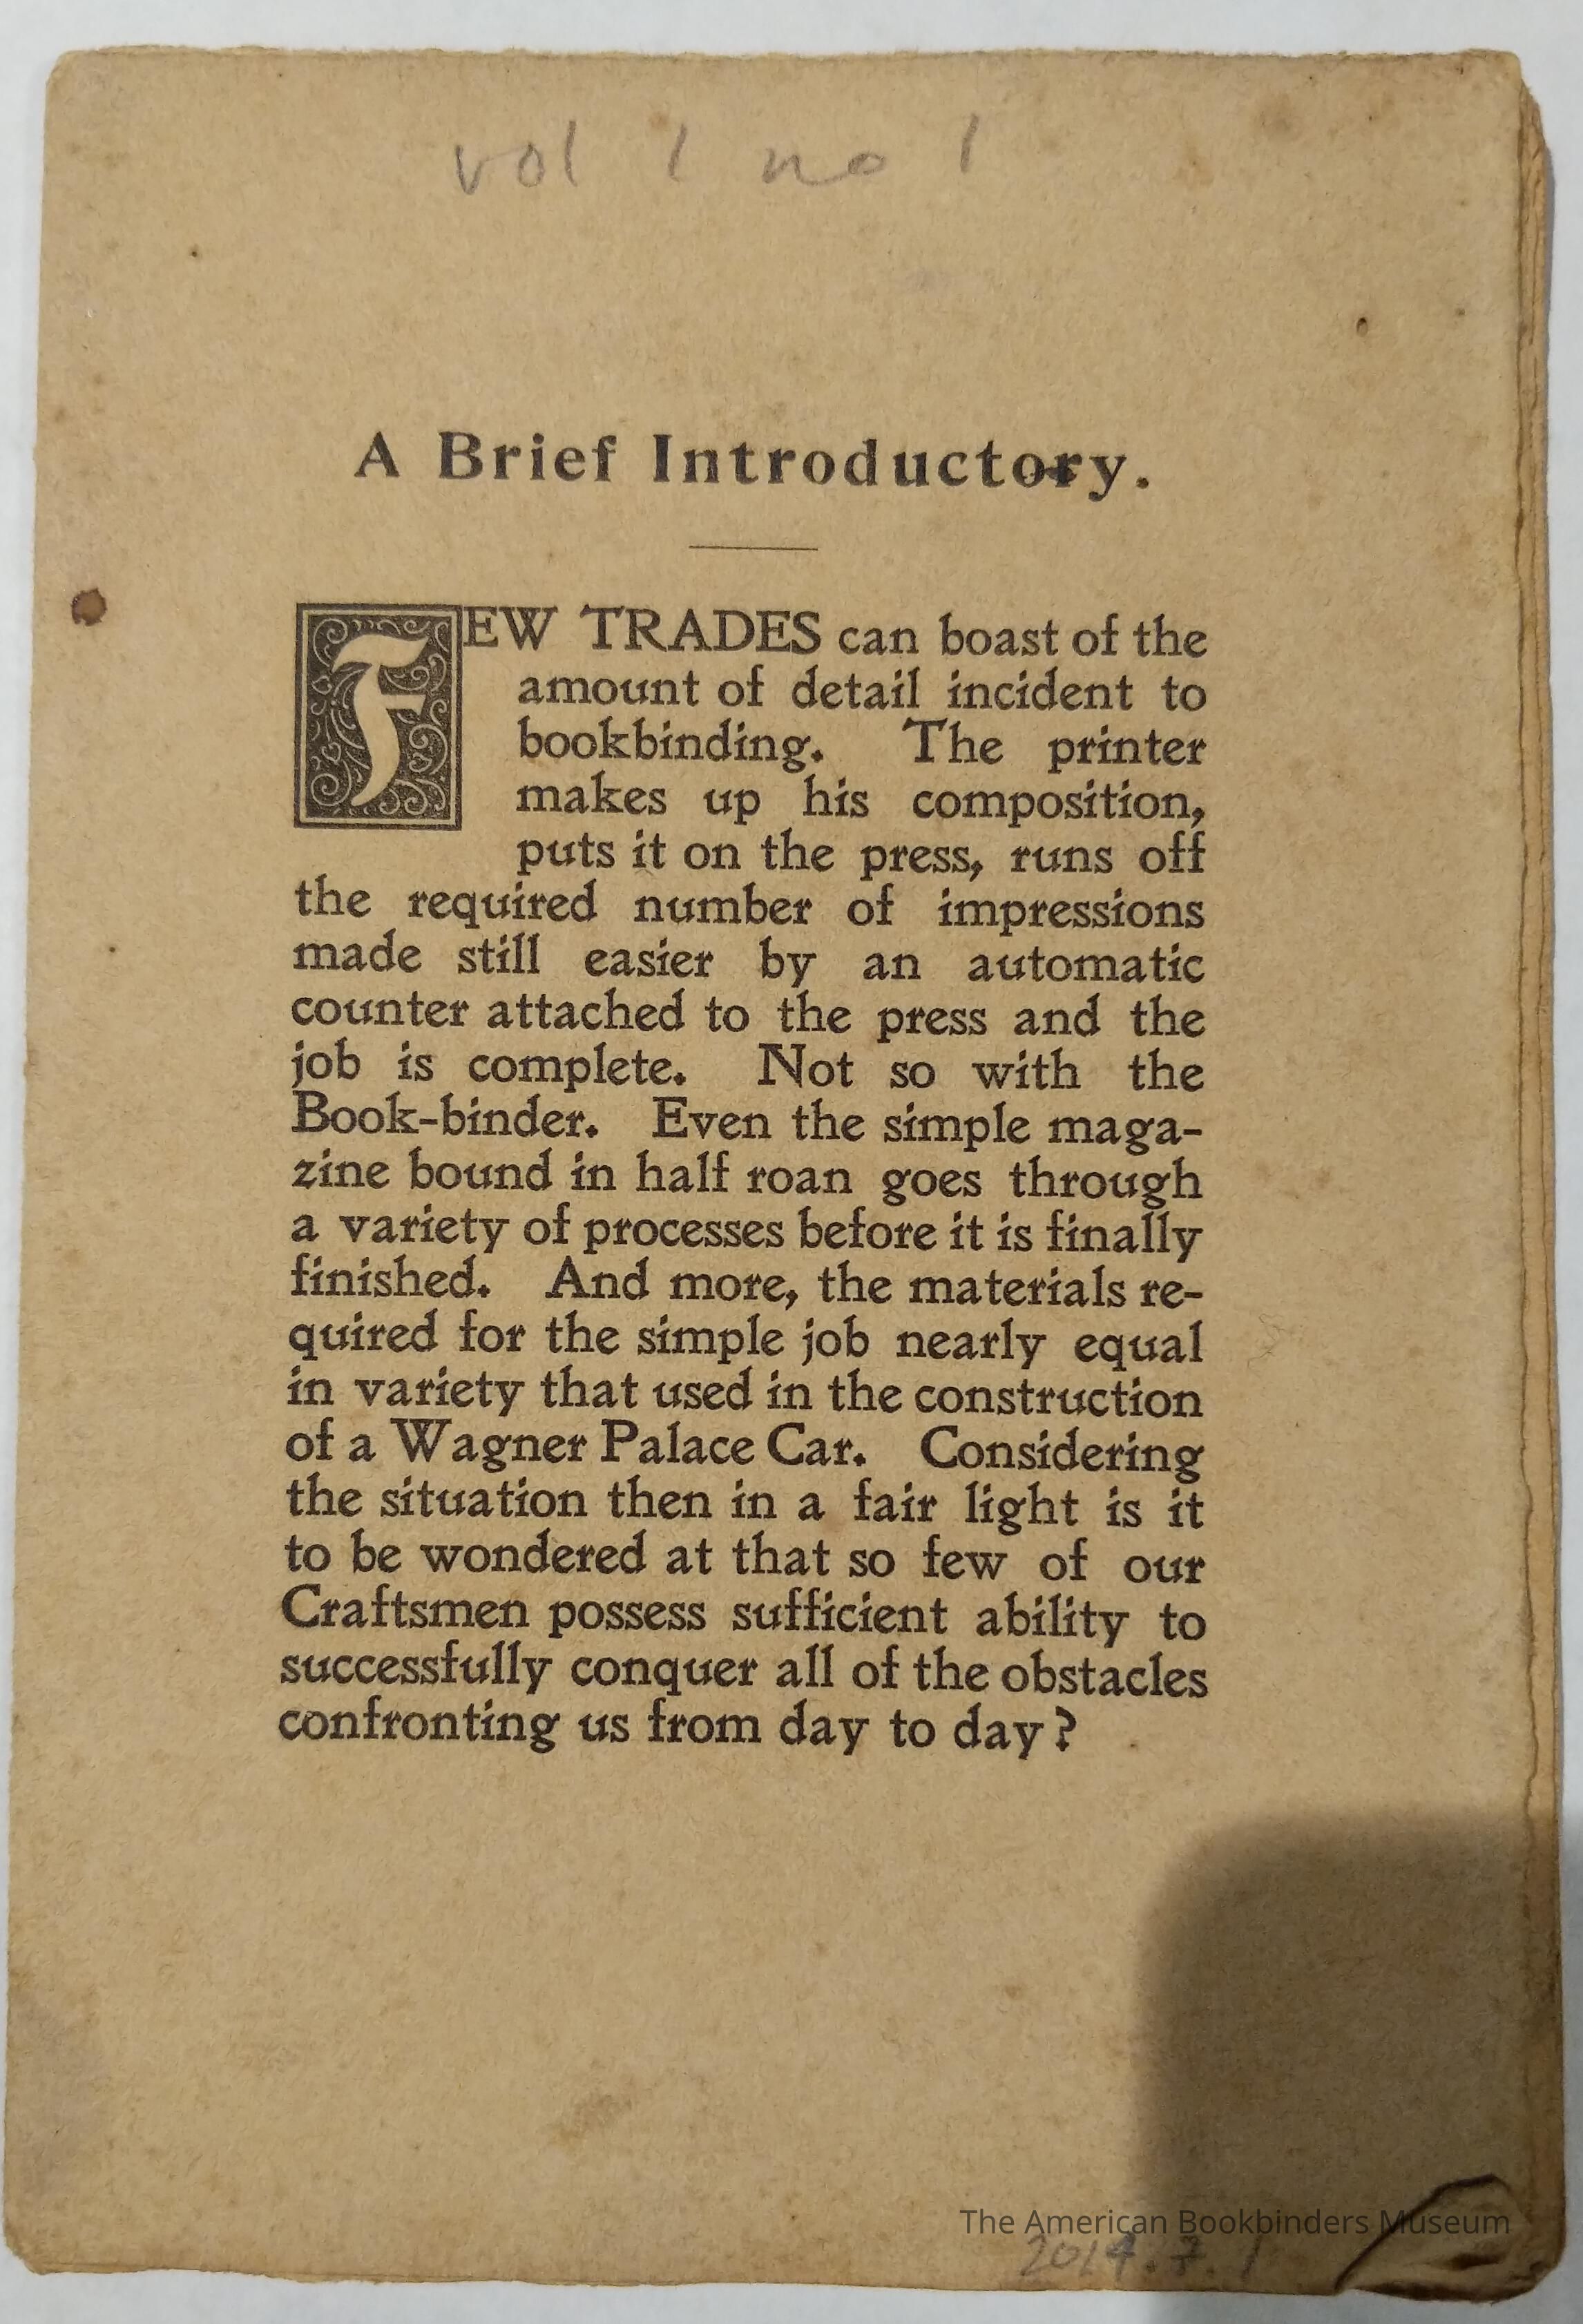 vol 1 no 1
A Brief Introductory.
FEW TRADES can boast of the
amount of detail incident to
bookbinding. The printer
makes up his composition,
puts it on the press, runs off
the required number of impressions
made still easier by an automatic
counter attached to the press and the
job is complete. Not so with the
Book-binder. Even the simple maga-
zine bound in half roan goes through
a variety of processes before it is finally
finished. And more, the materials re-
quired for the simple job nearly equal
in variety that used in the construction
of a Wagner Palace Car. Considering
the situation then in a fair light is it
to be wondered at that so few of our
Craftsmen possess sufficient ability to
successfully conquer all of the obstacles
confronting us from day to day?
The American Bookbinders Museum
2014.7.1